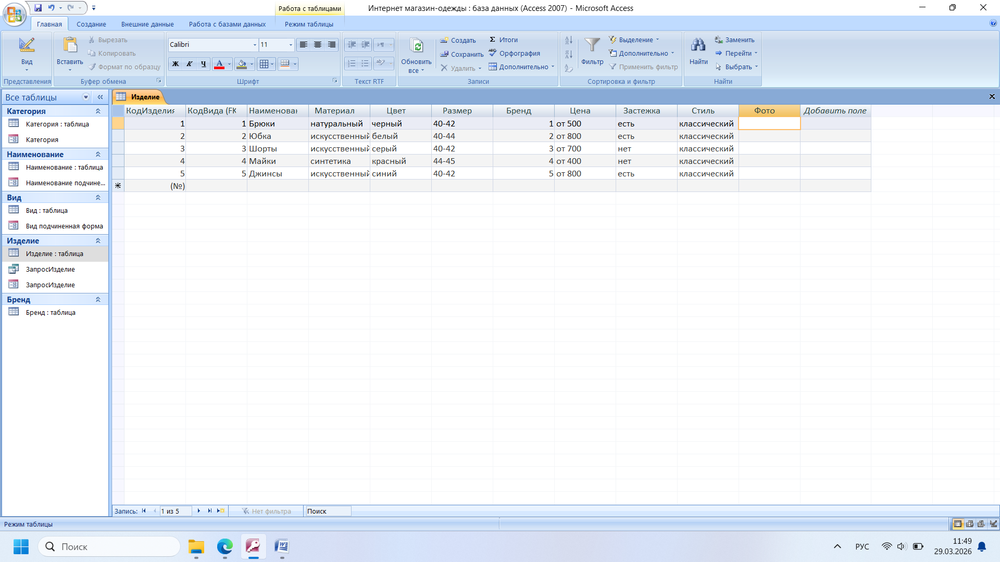 Работа с таблицами
Интернет магазин-одежды : база данных (Access 2007) - Microsoft Access
Главная Создание Внешние данные Работа с базами данных Режим таблицы
Вид
Представления
Вставить
Вырезать
Копировать
Формат по образцу
Буфер обмена
Calibri 11
Ж К Ч А
Шрифт
Текст RTF
Обновить все
Создать
Сохранить
Удалить
Σ Итоги
Орфография
Дополнительно
Записи
Фильтр
Выделение
Дополнительно
Применить фильтр
Сортировка и фильтр
Найти
Заменить
Перейти
Выбрать
Найти
Все таблицы
Категория
Категория : таблица
Категория
Наименование
Наименование : таблица
Наименование подчине...
Вид
Вид : таблица
Вид подчиненная форма
Изделие
Изделие : таблица
ЗапросИзделие
ЗапросИзделие
Бренд
Бренд : таблица
Изделие
КодИзделия КодВида (FK Наименован Материал Цвет Размер Бренд Цена Застежка Стиль Фото Добавить поле
1 1 Брюки натуральный черный 40-42 1 от 500 есть классический
2 2 Юбка искусственный белый 40-44 2 от 800 есть классический
3 3 Шорты искусственный серый 40-42 3 от 700 нет классический
4 4 Майки синтетика красный 44-45 4 от 400 нет классический
5 5 Джинсы искусственный синий 40-42 5 от 800 есть классический
(№)
Запись: 1 из 5 Нет фильтра Поиск
Режим таблицы
Поиск
РУС
11:49
29.03.2026